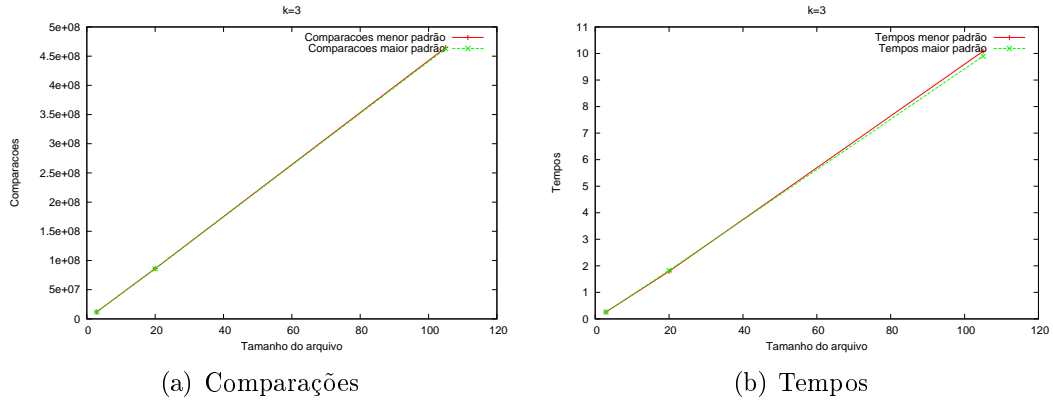 k=3
5e+08
4.5e+08
4e+08
3.5e+08
3e+08
2.5e+08
2e+08
1.5e+08
1e+08
5e+07
0
Comparacoes
Comparacoes menor padrão
Comparacoes maior padrão
0 20 40 60 80 100 120
Tamanho do arquivo
(a) Comparações
k=3
11
10
9
8
7
6
5
4
3
2
1
0
Tempos
Tempos menor padrão
Tempos maior padrão
0 20 40 60 80 100 120
Tamanho do arquivo
(b) Tempos